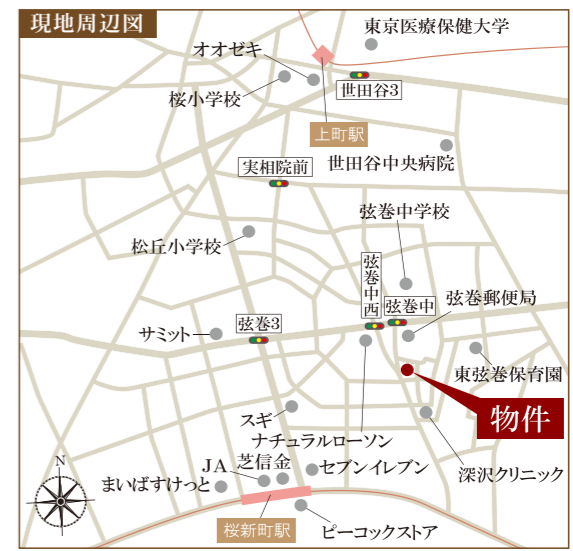 現地周辺図
東京医療保健大学
オオゼキ
桜小学校
世田谷3
上町駅
実相院前
世田谷中央病院
弦巻中学校
松丘小学校
弦巻中西
弦巻中
弦巻郵便局
サミット
弦巻3
東弦巻保育園
物件
スギ
ナチュラルローソン
深沢クリニック
JA
芝信金
セブンイレブン
まいばすけっと
N
桜新町駅
ピーコックストア